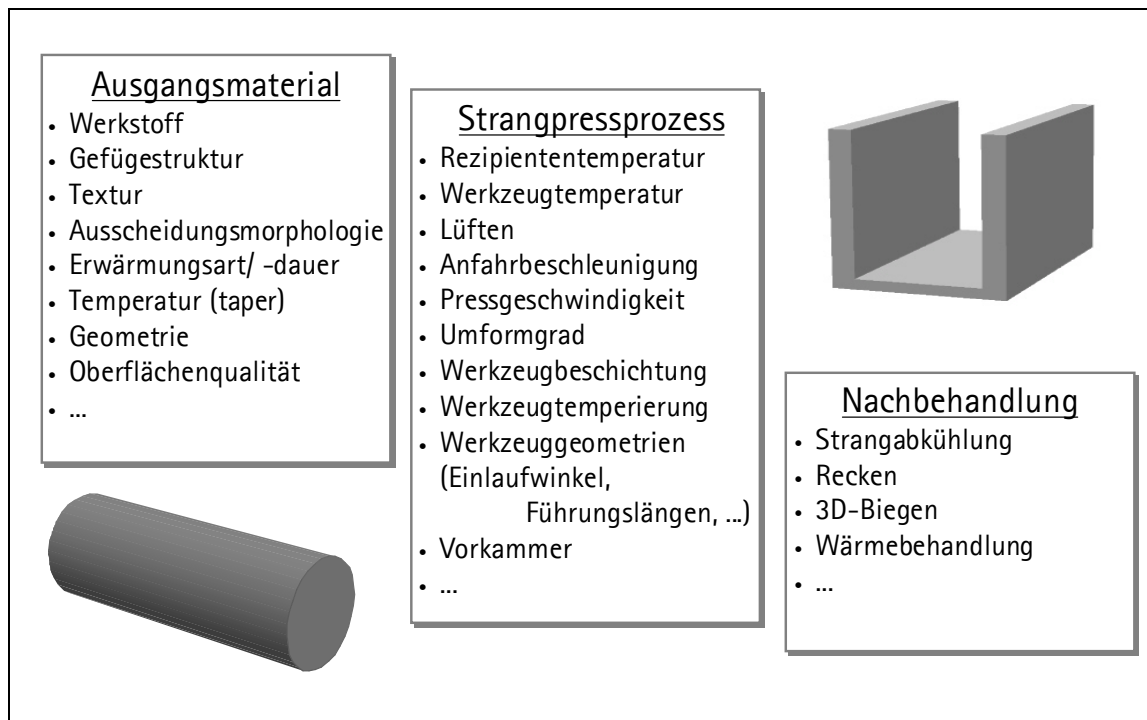 Ausgangsmaterial
• Werkstoff
• Gefügestruktur
• Textur
• Ausscheidungsmorphologie
• Erwärmungsart/ -dauer
• Temperatur (taper)
• Geometrie
• Oberflächenqualität
• ...
Strangpressprozess
• Rezipiententemperatur
• Werkzeugtemperatur
• Lüften
• Anfahrbeschleunigung
• Pressgeschwindigkeit
• Umformgrad
• Werkzeugbeschichtung
• Werkzeugtemperierung
• Werkzeuggeometrien
(Einlaufwinkel,
Führungslängen, ...)
• Vorkammer
• ...
Nachbehandlung
• Strangabkühlung
• Recken
• 3D-Biegen
• Wärmebehandlung
• ...